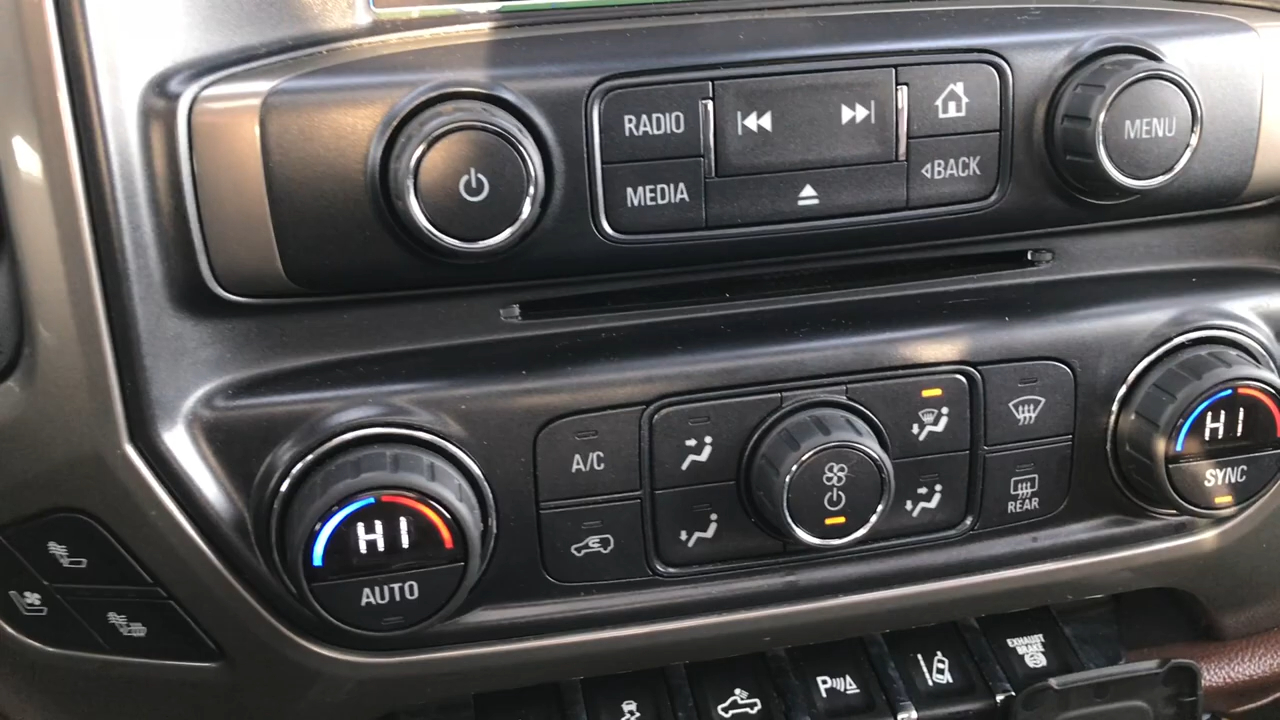 RADIO
MEDIA
BACK
MENU
HI
AUTO
A/C
REAR
HI
SYNC
P
EXHAUST
BRAKE